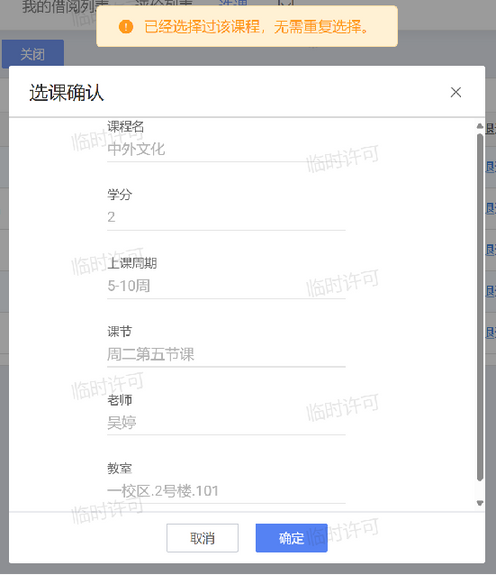 我的借阅列表 评价列表 选课
已经选择过该课程，无需重复选择。
关闭
选课确认
课程名
中外文化
学分
2
上课周期
5-10周
课节
周二第五节课
老师
吴婷
教室
一校区.2号楼.101
取消 确定
临时许可
临时许可
临时许可
临时许可
临时许可
临时许可
临时许可
临时许可